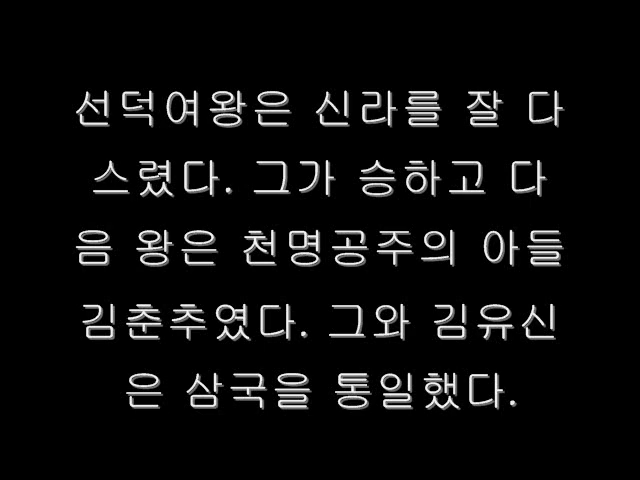 선덕여왕은 신라를 잘 다
스렸다. 그가 승하고 다
음 왕은 천명공주의 아들
김춘추였다. 그와 김유신
은 삼국을 통일했다.